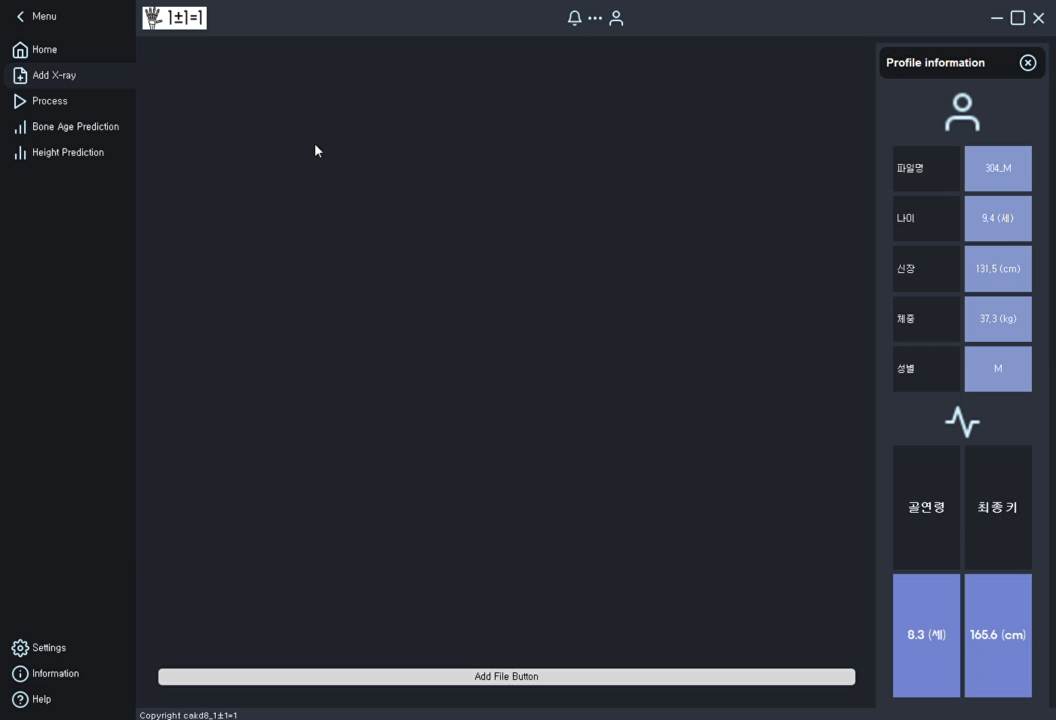 Menu
1±1=1
Home
Add X-ray
Process
Bone Age Prediction
Height Prediction
Profile information
파일명 304_M
나이 9.4 (세)
신장 131.5 (cm)
체중 37.3 (kg)
성별 M
골연령 최종키
8.3 (세) 165.6 (cm)
Add File Button
Settings
Information
Help
Copyright cakd8_1±1=1